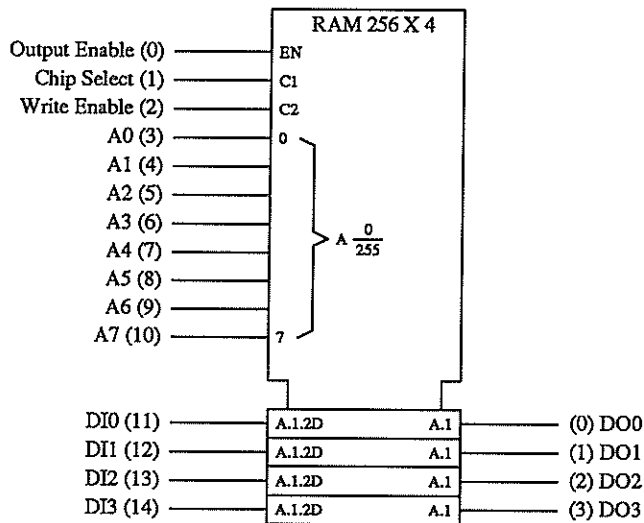 RAM 256 X 4
Output Enable (0) EN
Chip Select (1) C1
Write Enable (2) C2
A0 (3) 0
A1 (4)
A2 (5)
A3 (6)
A4 (7)
A 0/255
A5 (8)
A6 (9)
A7 (10) 7
DI0 (11) A.1.2D A.1 (0) DO0
DI1 (12) A.1.2D A.1 (1) DO1
DI2 (13) A.1.2D A.1 (2) DO2
DI3 (14) A.1.2D A.1 (3) DO3